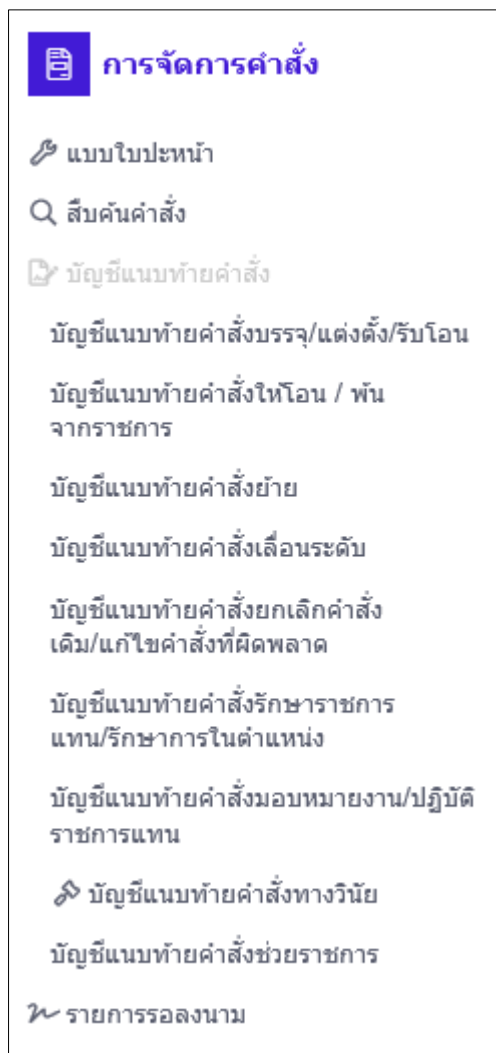 การจัดการคำสั่ง
แบบใบปะหน้า
สืบค้นคำสั่ง
บัญชีแนบท้ายคำสั่ง
บัญชีแนบท้ายคำสั่งบรรจุ/แต่งตั้ง/รับโอน
บัญชีแนบท้ายคำสั่งให้โอน / พ้น
จากราชการ
บัญชีแนบท้ายคำสั่งย้าย
บัญชีแนบท้ายคำสั่งเลื่อนระดับ
บัญชีแนบท้ายคำสั่งยกเลิกคำสั่ง
เดิม/แก้ไขคำสั่งที่ผิดพลาด
บัญชีแนบท้ายคำสั่งรักษาราชการ
แทน/รักษาการในตำแหน่ง
บัญชีแนบท้ายคำสั่งมอบหมายงาน/ปฏิบัติ
ราชการแทน
บัญชีแนบท้ายคำสั่งทางวินัย
บัญชีแนบท้ายคำสั่งช่วยราชการ
รายการรอลงนาม